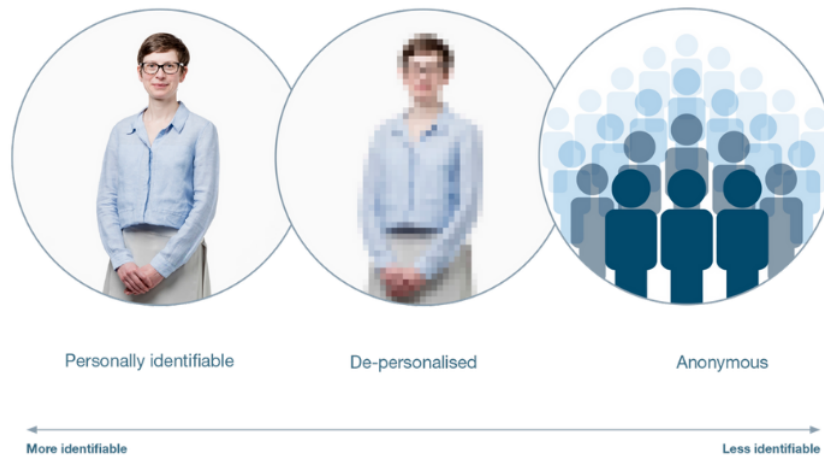 Personally identifiable
De-personalised
Anonymous
More identifiable
Less identifiable